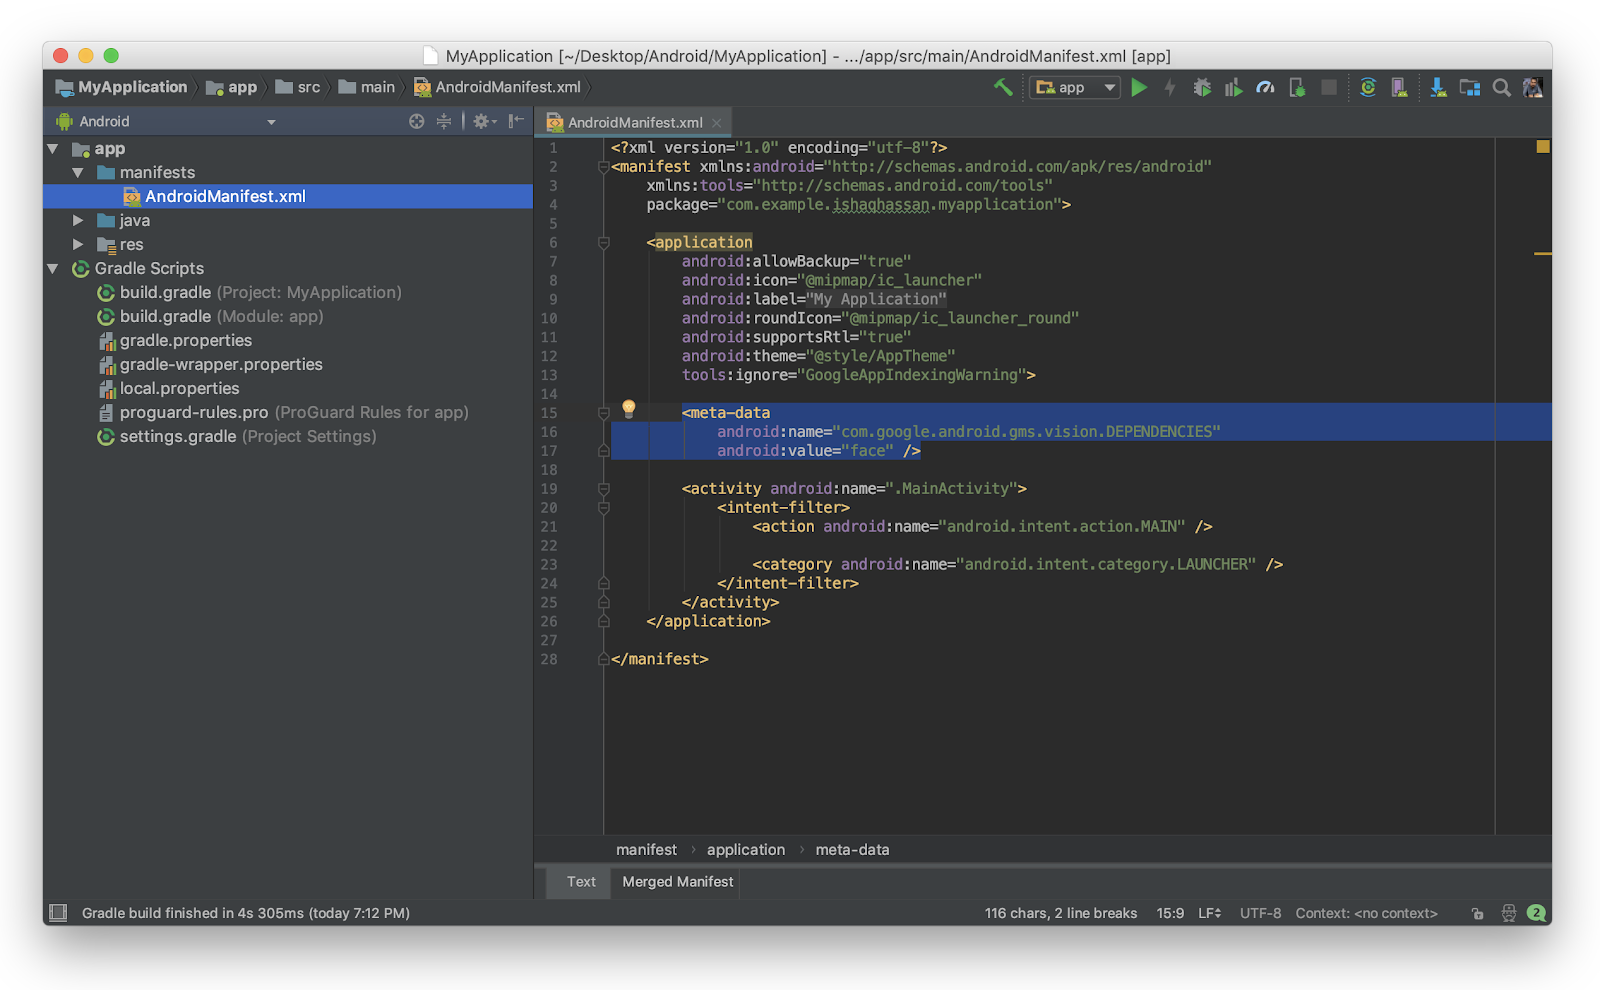 MyApplication [~/Desktop/Android/MyApplication] - .../app/src/main/AndroidManifest.xml [app]
MyApplication app src main AndroidManifest.xml app
Android
app
manifests
AndroidManifest.xml
java
res
Gradle Scripts
build.gradle (Project: MyApplication)
build.gradle (Module: app)
gradle.properties
gradle-wrapper.properties
local.properties
proguard-rules.pro (ProGuard Rules for app)
settings.gradle (Project Settings)
AndroidManifest.xml
1 <?xml version="1.0" encoding="utf-8"?>
2 <manifest xmlns:android="http://schemas.android.com/apk/res/android"
3 xmlns:tools="http://schemas.android.com/tools"
4 package="com.example.ishaqhassan.myapplication">
5
6 <application
7 android:allowBackup="true"
8 android:icon="@mipmap/ic_launcher"
9 android:label="My Application"
10 android:roundIcon="@mipmap/ic_launcher_round"
11 android:supportsRtl="true"
12 android:theme="@style/AppTheme"
13 tools:ignore="GoogleAppIndexingWarning">
14
15 <meta-data
16 android:name="com.google.android.gms.vision.DEPENDENCIES"
17 android:value="face" />
18
19 <activity android:name=".MainActivity">
20 <intent-filter>
21 <action android:name="android.intent.action.MAIN" />
22
23 <category android:name="android.intent.category.LAUNCHER" />
24 </intent-filter>
25 </activity>
26 </application>
27
28 </manifest>
manifest › application › meta-data
Text Merged Manifest
Gradle build finished in 4s 305ms (today 7:12 PM) 116 chars, 2 line breaks 15:9 LF UTF-8 Context: <no context> 2